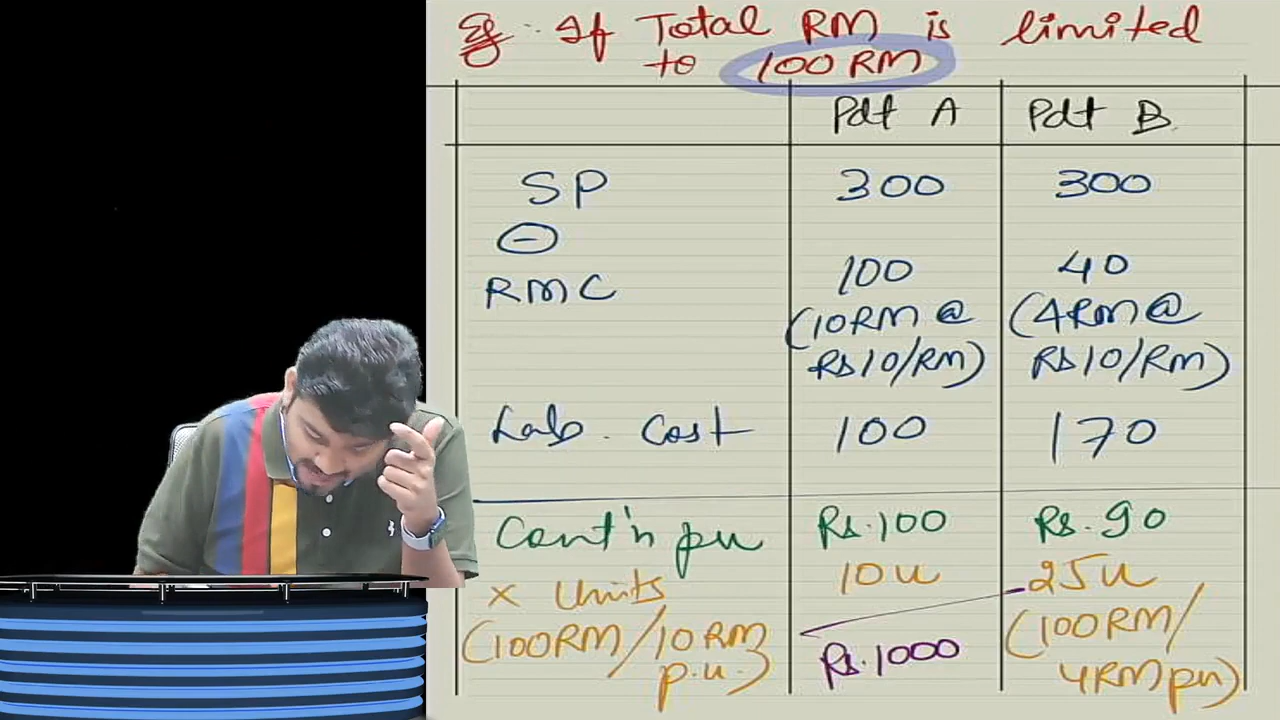 Eg :- If Total RM is limited
to 100 RM
Pdt A Pdt B
SP 300 300
(-)
RMC 100 40
(10RM @ (4RM @
Rs10/RM) Rs10/RM)
Lab. Cost 100 170
Cont'n pu Rs.100 Rs.90
x Units 10u 25u
(100RM/10RM (100RM/
p.u.) Rs.1000 4RM pu)